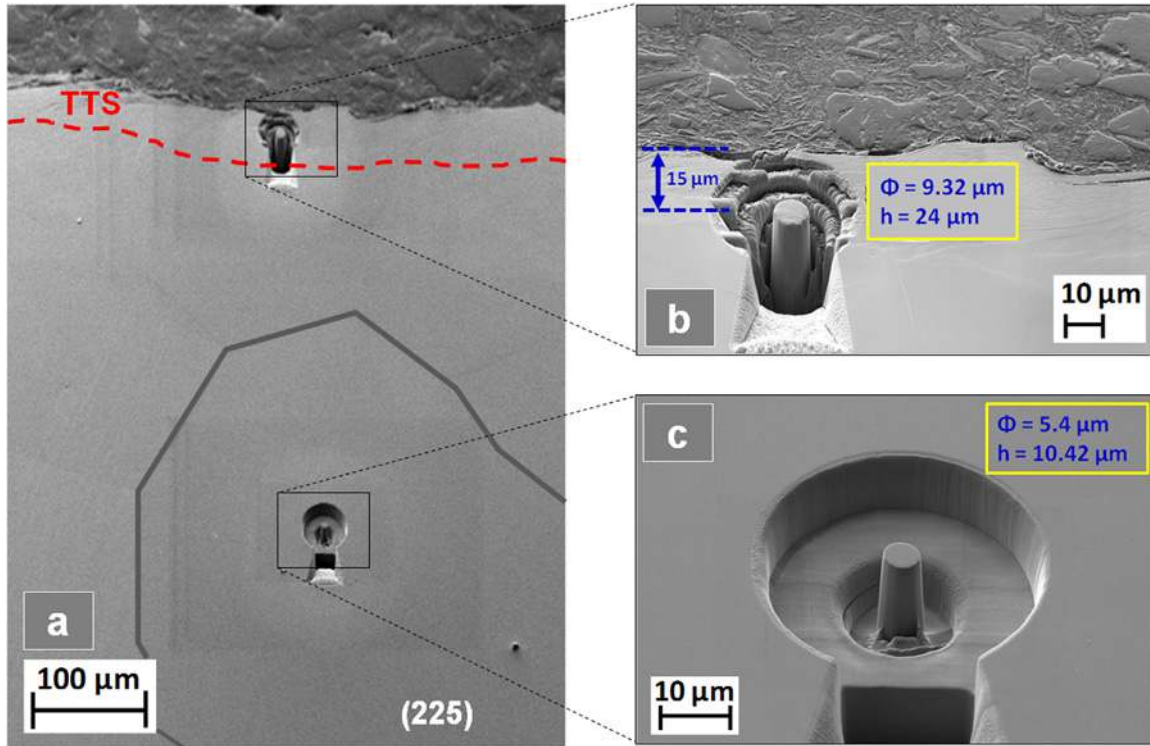 TTS
a
100 µm
(225)
15 µm
Φ = 9.32 µm
h = 24 µm
b
10 µm
c
Φ = 5.4 µm
h = 10.42 µm
10 µm